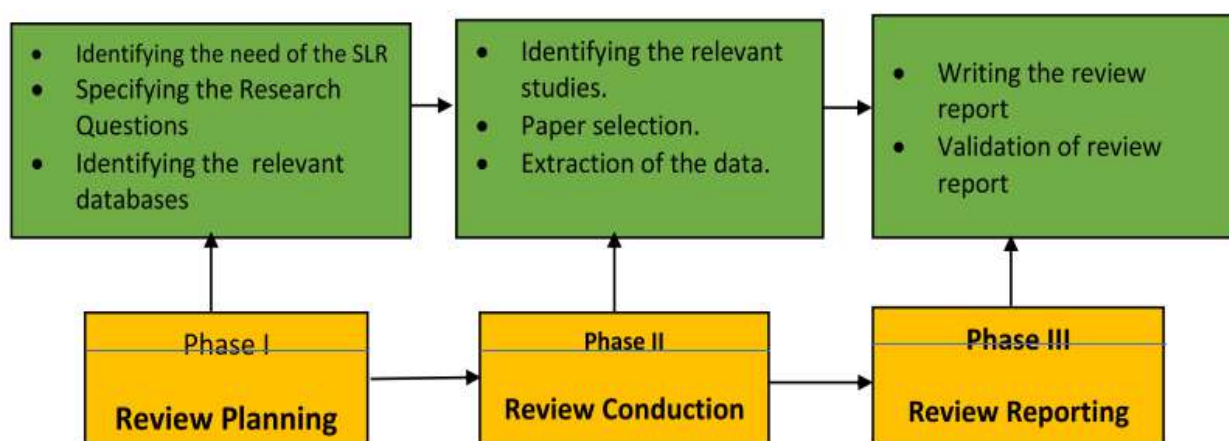 • Identifying the need of the SLR
• Specifying the Research
Questions
• Identifying the relevant
databases
• Identifying the relevant
studies.
• Paper selection.
• Extraction of the data.
• Writing the review
report
• Validation of review
report
Phase I
Review Planning
Phase II
Review Conduction
Phase III
Review Reporting